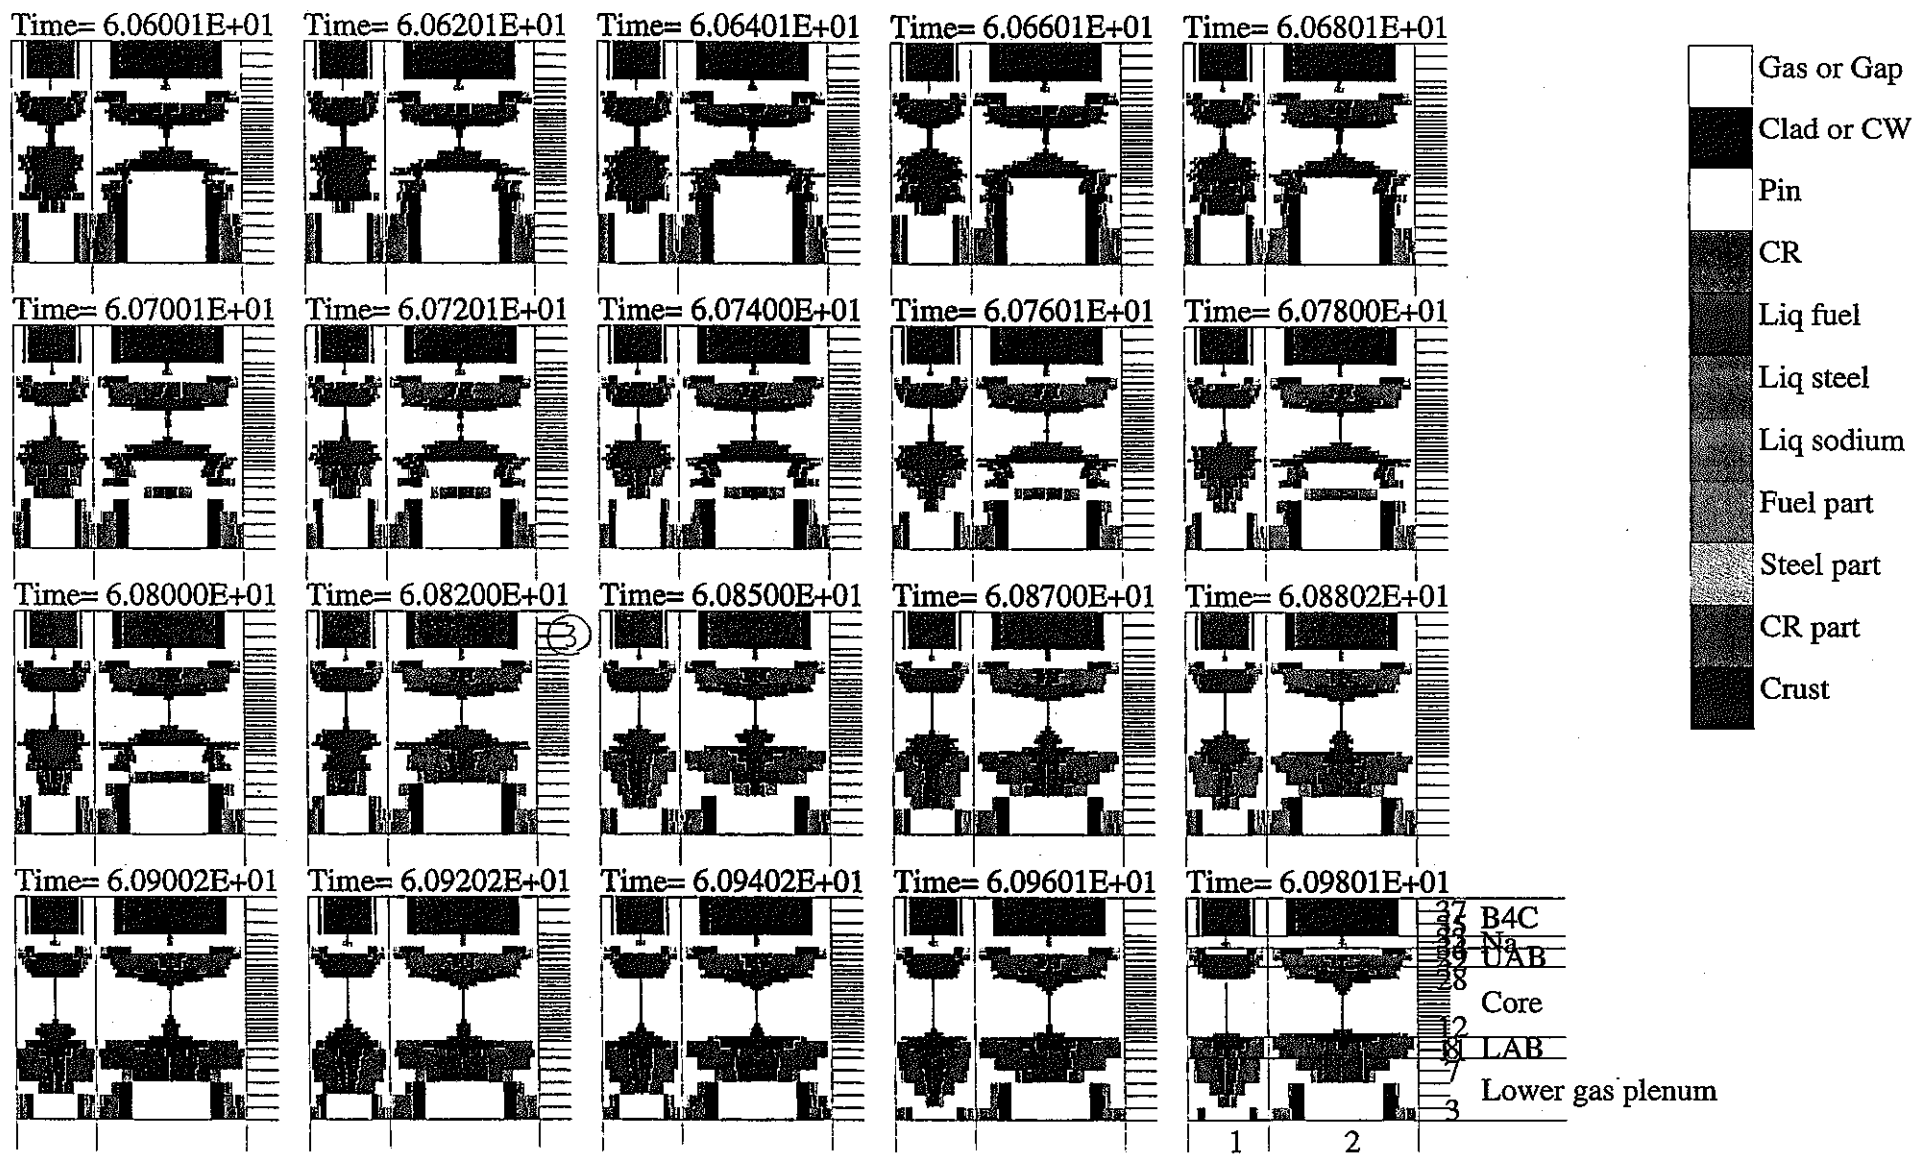 Time= 6.06001E+01
Time= 6.06201E+01
Time= 6.06401E+01
Time= 6.06601E+01
Time= 6.06801E+01
Gas or Gap
Clad or CW
Pin
CR
Liq fuel
Liq steel
Liq sodium
Fuel part
Steel part
CR part
Crust
Time= 6.07001E+01
Time= 6.07201E+01
Time= 6.07400E+01
Time= 6.07601E+01
Time= 6.07800E+01
Time= 6.08000E+01
Time= 6.08200E+01
3
Time= 6.08500E+01
Time= 6.08700E+01
Time= 6.08802E+01
Time= 6.09002E+01
Time= 6.09202E+01
Time= 6.09402E+01
Time= 6.09601E+01
Time= 6.09801E+01
37
B4C
Na
UAB
28
Core
12
LAB
7
Lower gas plenum
3
1
2